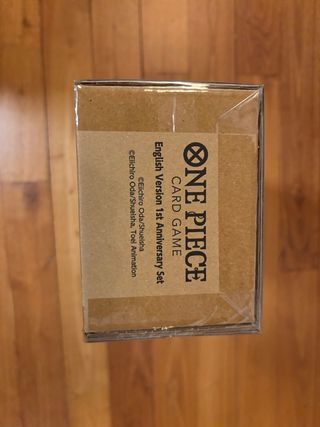 ONE PIECE
CARD GAME
English Version 1st Anniversary Set
©Eiichiro Oda/Shueisha
©Eiichiro Oda/Shueisha, Toei Animation